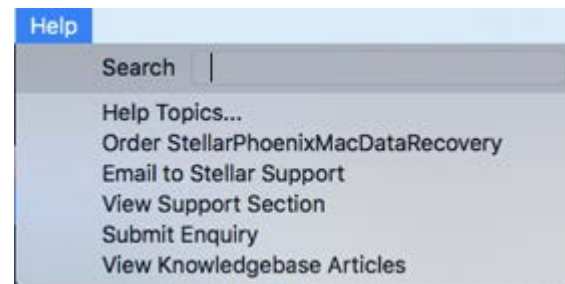 Help
Search
Help Topics...
Order StellarPhoenixMacDataRecovery
Email to Stellar Support
View Support Section
Submit Enquiry
View Knowledgebase Articles